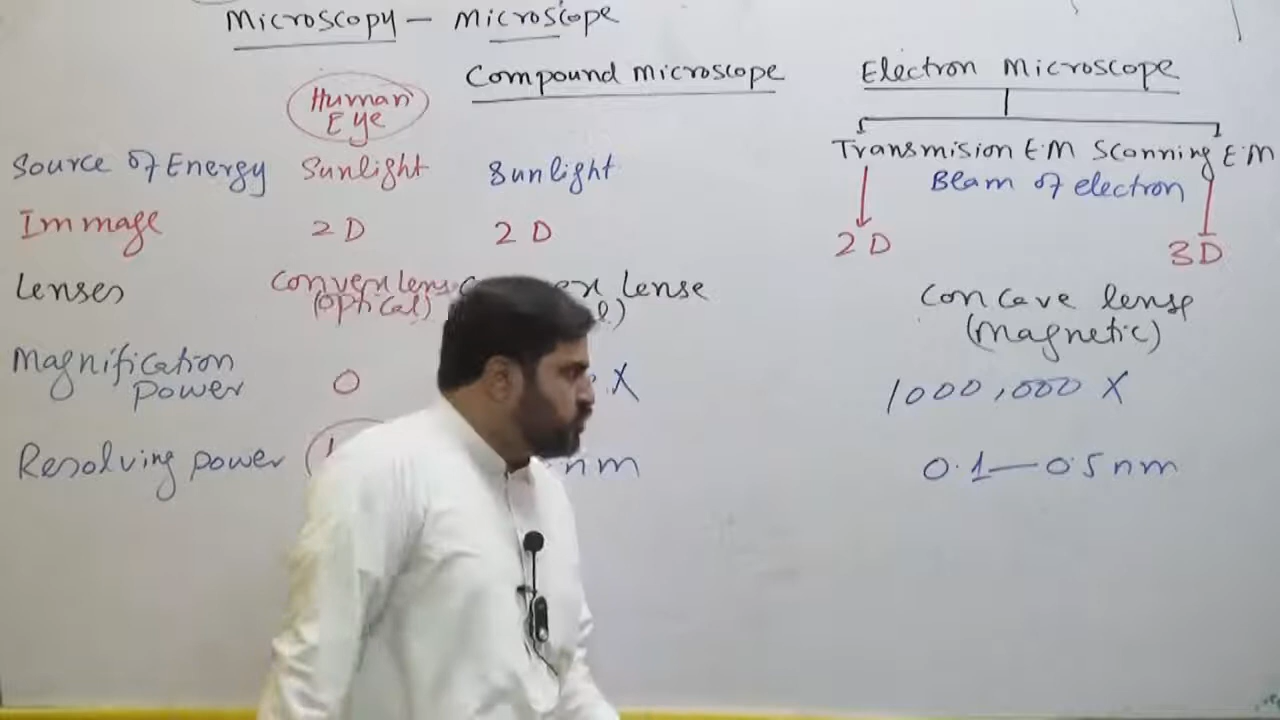 Microscopy — Microscope
Human Eye
Compound Microscope
Electron Microscope
Transmision E.M Scanning E.M
Source of Energy Sunlight Sunlight Beam of electron
Immage 2D 2D 2D 3D
Lenses lens lense Concave lense
(optical) (Magnetic)
Magnification
power 0 X 1000,000 X
Resolving power nm 0.1—0.5 nm